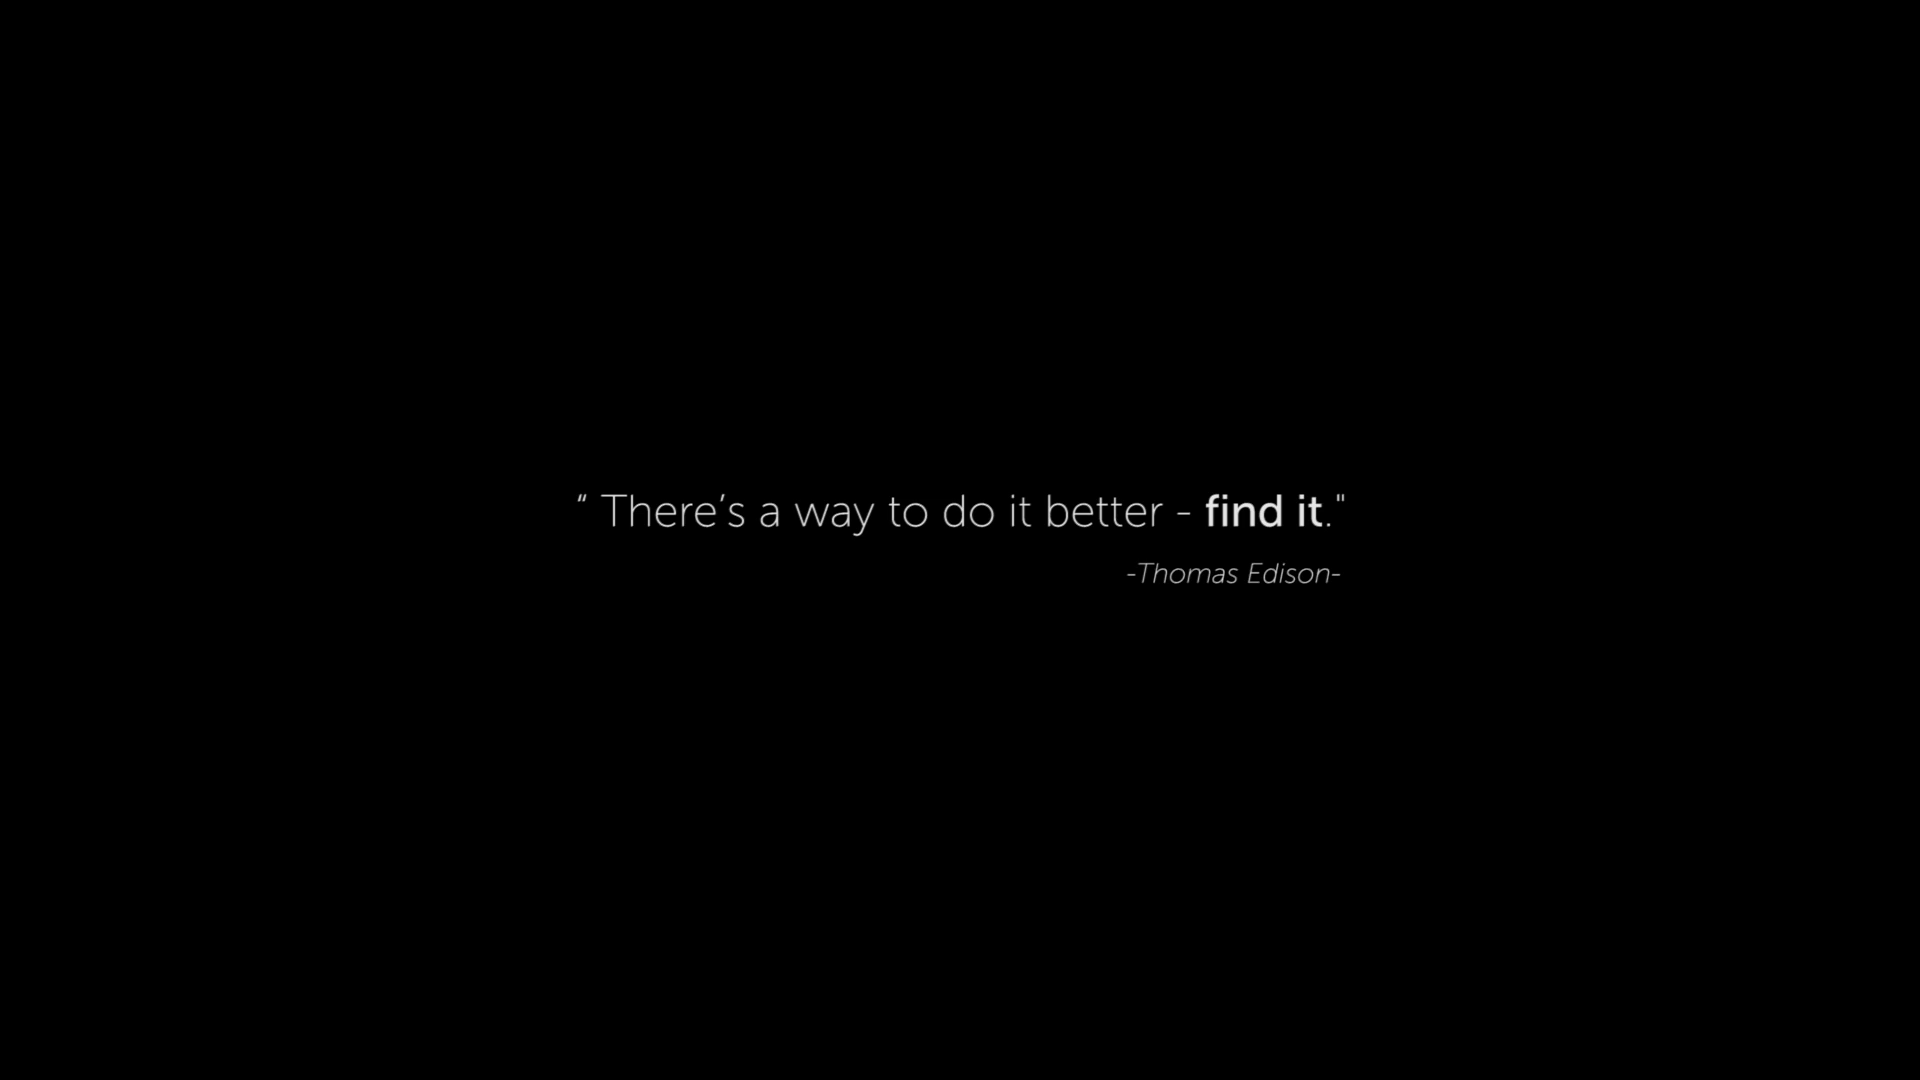 “ There’s a way to do it better - find it."
-Thomas Edison-